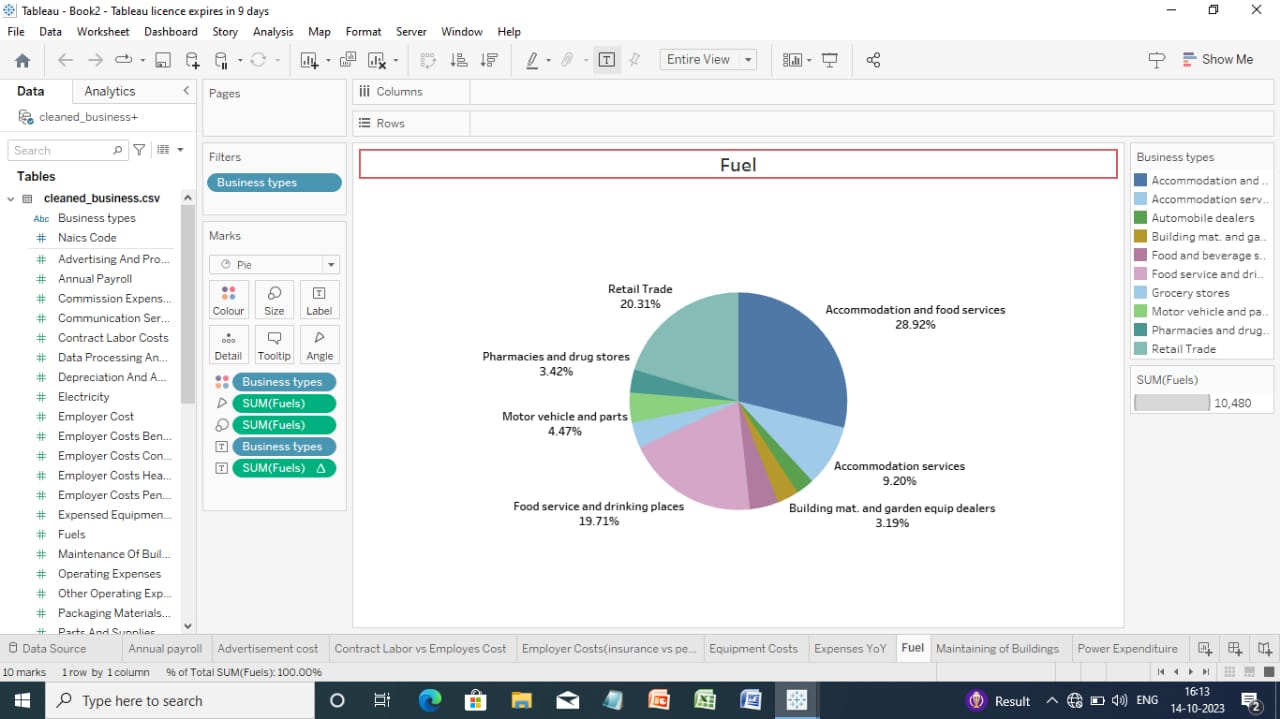 Tableau - Book2 - Tableau licence expires in 9 days
File Data Worksheet Dashboard Story Analysis Map Format Server Window Help
Entire View
Show Me
Data Analytics
cleaned_business+
Search
Tables
cleaned_business.csv
Abc Business types
# Naics Code
# Advertising And Pro...
# Annual Payroll
# Commission Expens...
# Communication Ser...
# Contract Labor Costs
# Data Processing An...
# Depreciation And A...
# Electricity
# Employer Cost
# Employer Costs Ben...
# Employer Costs Con...
# Employer Costs Hea...
# Employer Costs Pen...
# Expensed Equipmen...
# Fuels
# Maintenance Of Buil...
# Operating Expenses
# Other Operating Exp...
# Packaging Materials...
# Parts And Supplies
Pages
Filters
Business types
Marks
Pie
Colour Size Label
Detail Tooltip Angle
Business types
SUM(Fuels)
SUM(Fuels)
Business types
SUM(Fuels) △
Columns
Rows
Fuel
Retail Trade
20.31%
Accommodation and food services
28.92%
Pharmacies and drug stores
3.42%
Motor vehicle and parts
4.47%
Accommodation services
9.20%
Food service and drinking places
19.71%
Building mat. and garden equip dealers
3.19%
Business types
Accommodation and ..
Accommodation serv..
Automobile dealers
Building mat. and ga..
Food and beverage s..
Food service and dri..
Grocery stores
Motor vehicle and pa..
Pharmacies and drug..
Retail Trade
SUM(Fuels)
10,480
Data Source Annual payroll Advertisement cost Contract Labor vs Employes Cost Employer Costs(insurance vs pe... Equipment Costs Expenses YoY Fuel Maintaining of Buildings Power Expenditure
10 marks 1 row by 1 column % of Total SUM(Fuels): 100.00%
Type here to search
Result
ENG
16:13
14-10-2023
2